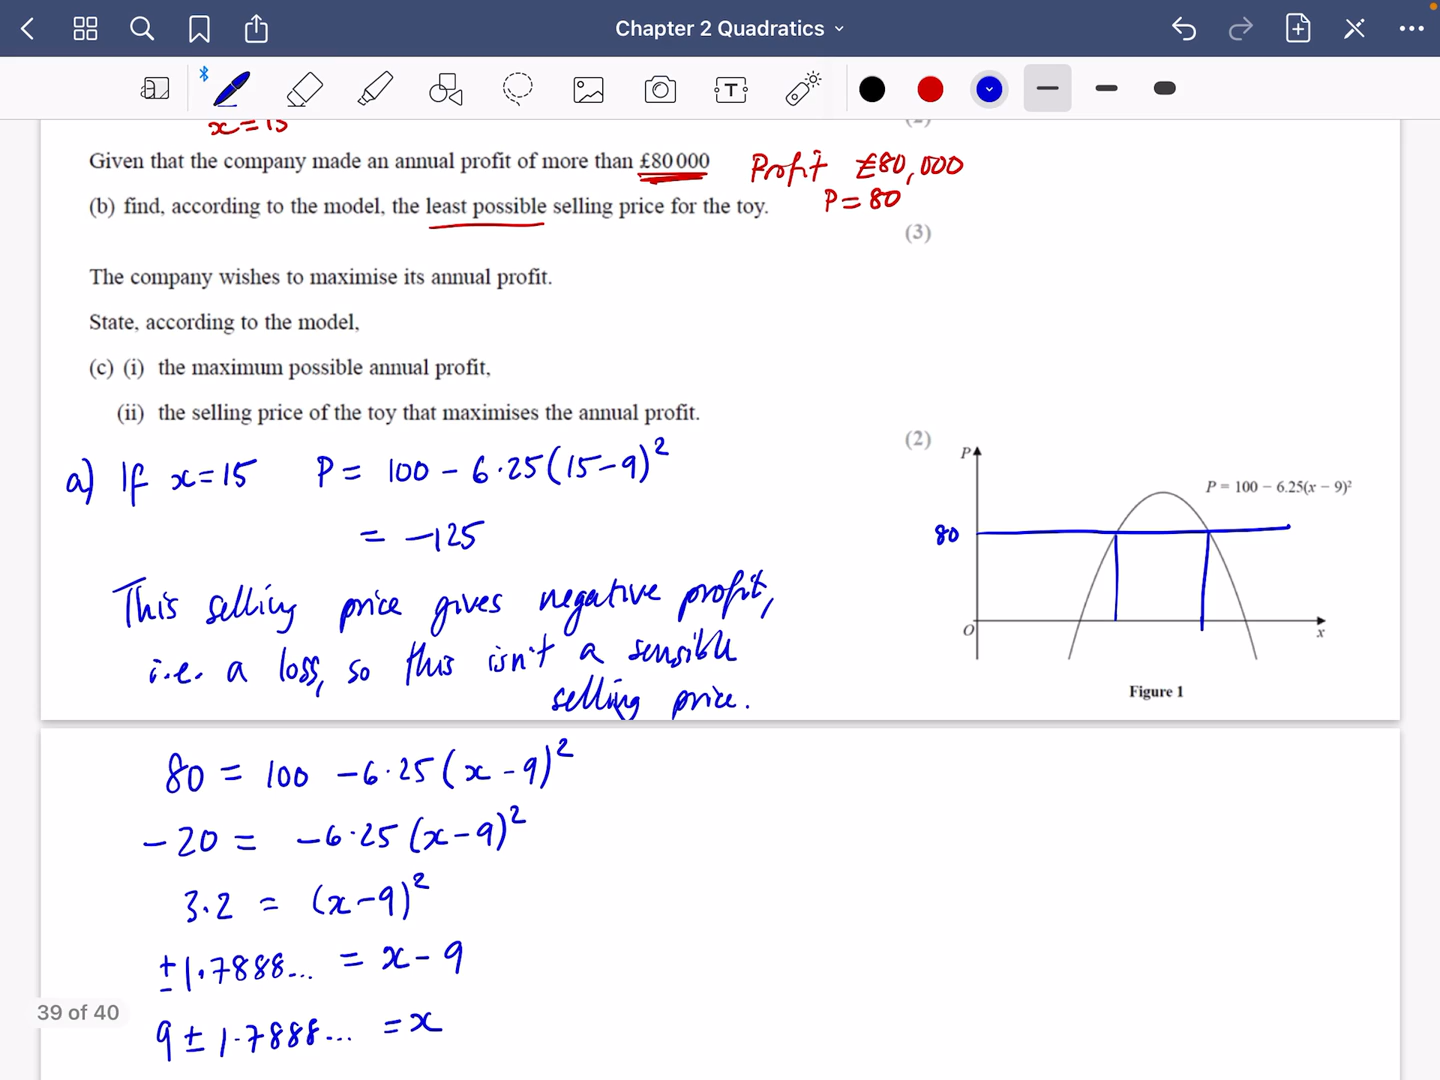 Chapter 2 Quadratics
x = 15
(2)
Given that the company made an annual profit of more than £80 000
Profit £80,000
(b) find, according to the model, the least possible selling price for the toy.
P = 80
(3)
The company wishes to maximise its annual profit.
State, according to the model,
(c) (i) the maximum possible annual profit,
(ii) the selling price of the toy that maximises the annual profit.
(2)
a) If x = 15 P = 100 − 6.25(15−9)²
= −125
This selling price gives negative profit,
i.e. a loss, so this isn't a sensible
selling price.
P
P = 100 − 6.25(x − 9)²
80
O
x
Figure 1
80 = 100 − 6.25(x − 9)²
−20 = −6.25(x−9)²
3.2 = (x−9)²
±1.7888... = x − 9
39 of 40
9 ± 1.7888... = x